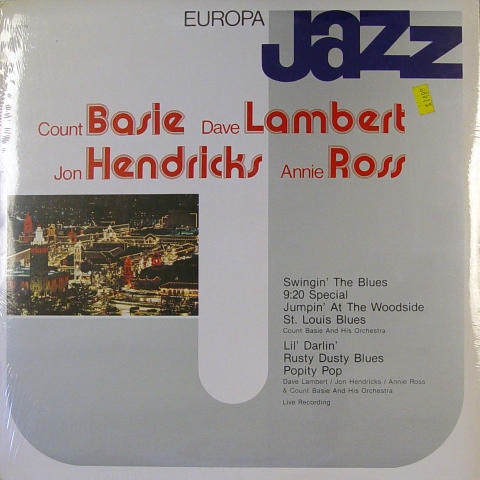 EUROPA Jazz
Count Basie Dave Lambert
Jon Hendricks Annie Ross
Swingin' The Blues
9:20 Special
Jumpin' At The Woodside
St. Louis Blues
Count Basie And His Orchestra
Lil' Darlin'
Rusty Dusty Blues
Popity Pop
Dave Lambert / Jon Hendricks / Annie Ross
& Count Basie And His Orchestra
Live Recording